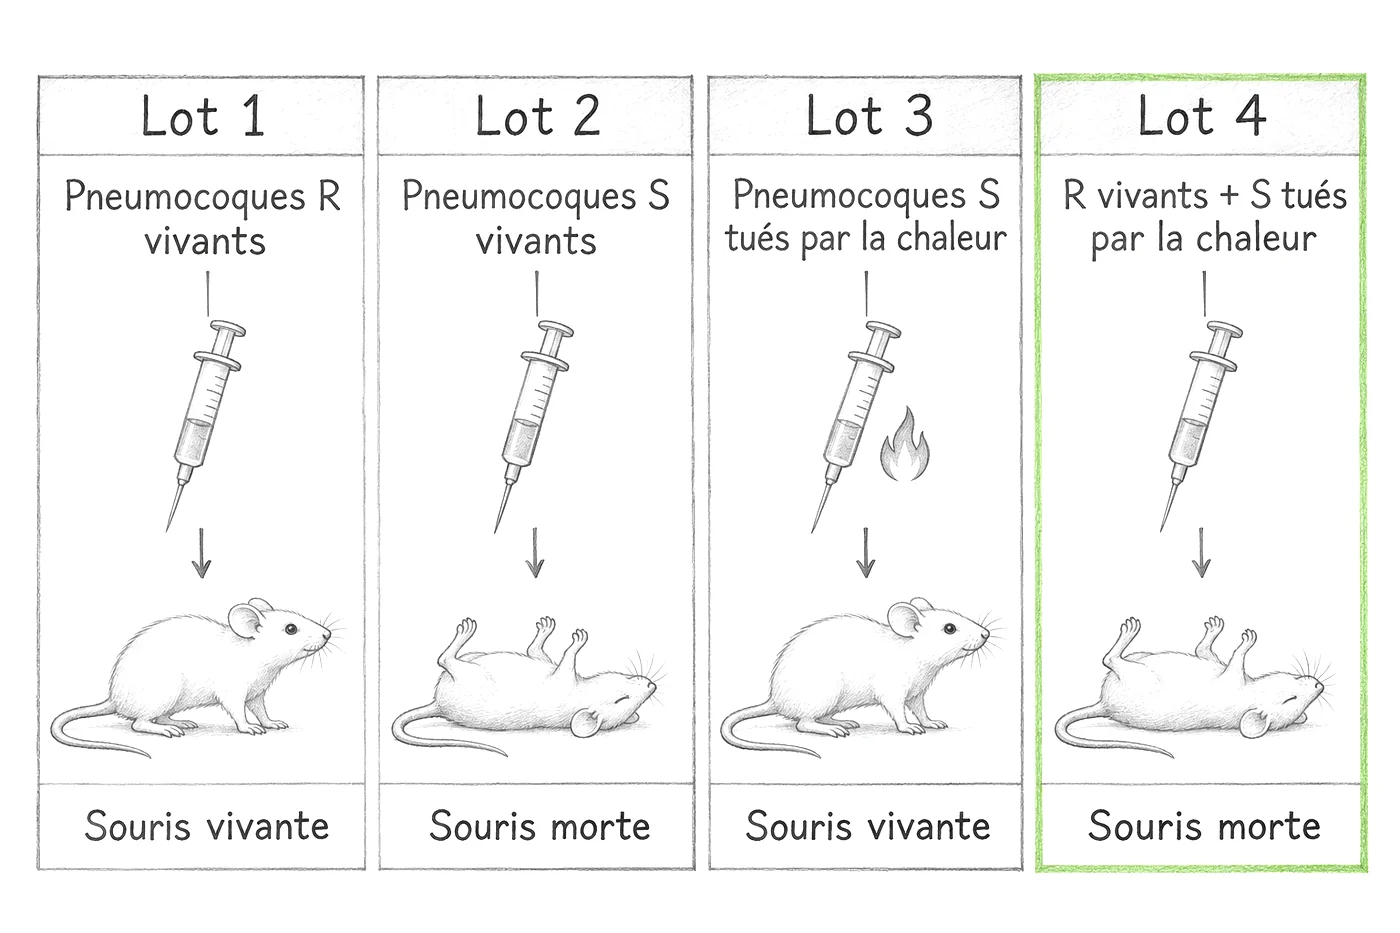 Lot 1
Pneumocoques R
vivants
Souris vivante
Lot 2
Pneumocoques S
vivants
Souris morte
Lot 3
Pneumocoques S
tués par la chaleur
Souris vivante
Lot 4
R vivants + S tués
par la chaleur
Souris morte